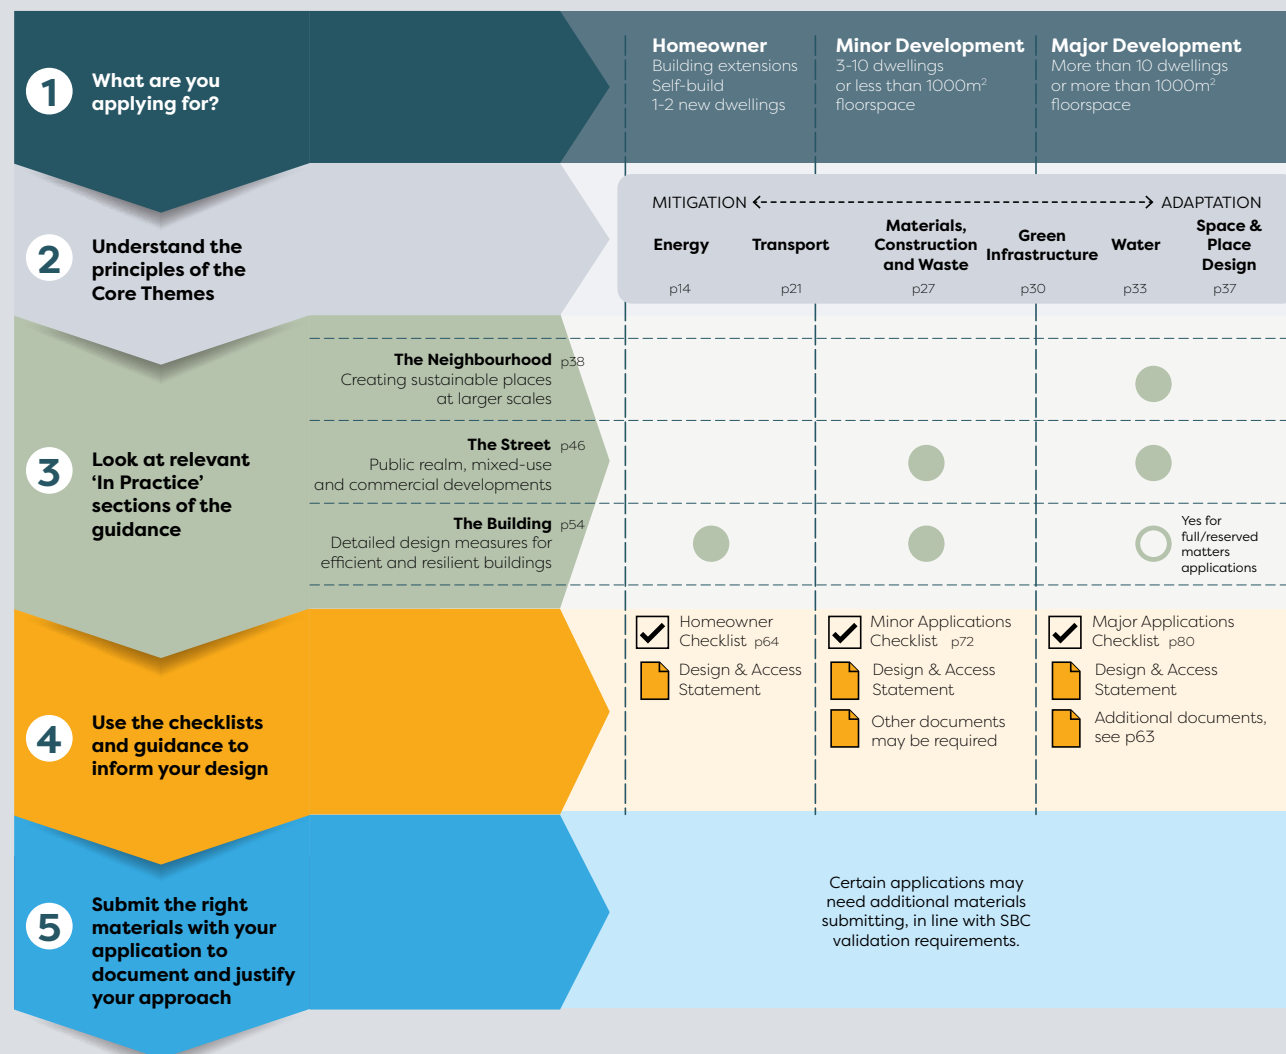 1
What are you
applying for?
Homeowner
Building extensions
Self-build
1-2 new dwellings
Minor Development
3-10 dwellings
or less than 1000m²
floorspace
Major Development
More than 10 dwellings
or more than 1000m²
floorspace
2
Understand the
principles of the
Core Themes
MITIGATION
ADAPTATION
Energy
p14
Transport
p21
Materials,
Construction
and Waste
p27
Green
Infrastructure
p30
Water
p33
Space &
Place
Design
p37
3
Look at relevant
‘In Practice’
sections of the
guidance
The Neighbourhood p38
Creating sustainable places
at larger scales
The Street p46
Public realm, mixed-use
and commercial developments
The Building p54
Detailed design measures for
efficient and resilient buildings
Yes for
full/reserved
matters
applications
4
Use the checklists
and guidance to
inform your design
Homeowner
Checklist p64
Design & Access
Statement
Minor Applications
Checklist p72
Design & Access
Statement
Other documents
may be required
Major Applications
Checklist p80
Design & Access
Statement
Additional documents,
see p63
5
Submit the right
materials with your
application to
document and justify
your approach
Certain applications may
need additional materials
submitting, in line with SBC
validation requirements.